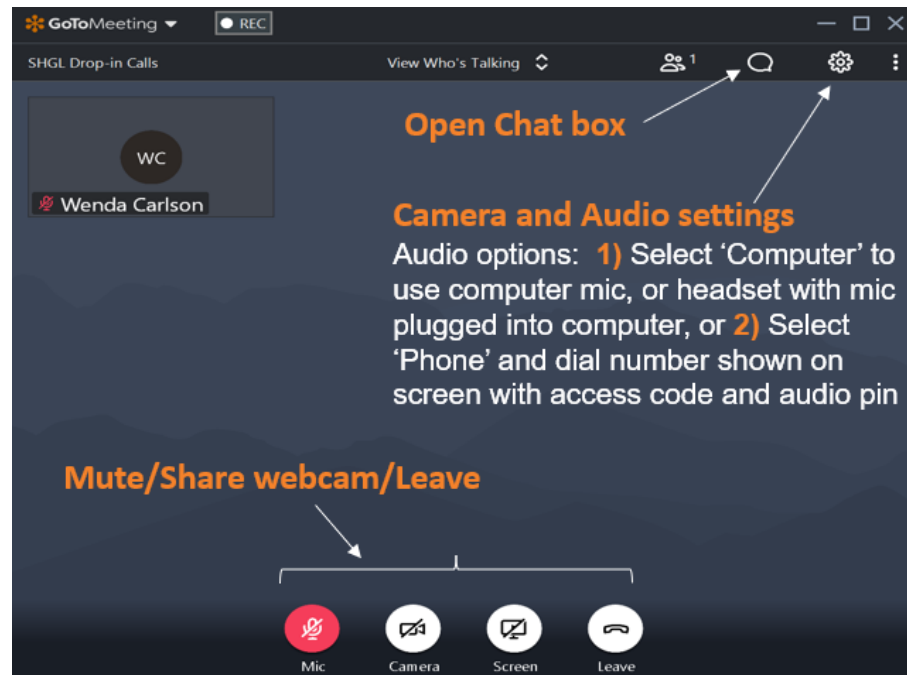 GoToMeeting
REC
SHGL Drop-in Calls
View Who's Talking
1
Open Chat box
WC
Wenda Carlson
Camera and Audio settings
Audio options: 1) Select ‘Computer’ to
use computer mic, or headset with mic
plugged into computer, or 2) Select
‘Phone’ and dial number shown on
screen with access code and audio pin
Mute/Share webcam/Leave
Mic
Camera
Screen
Leave